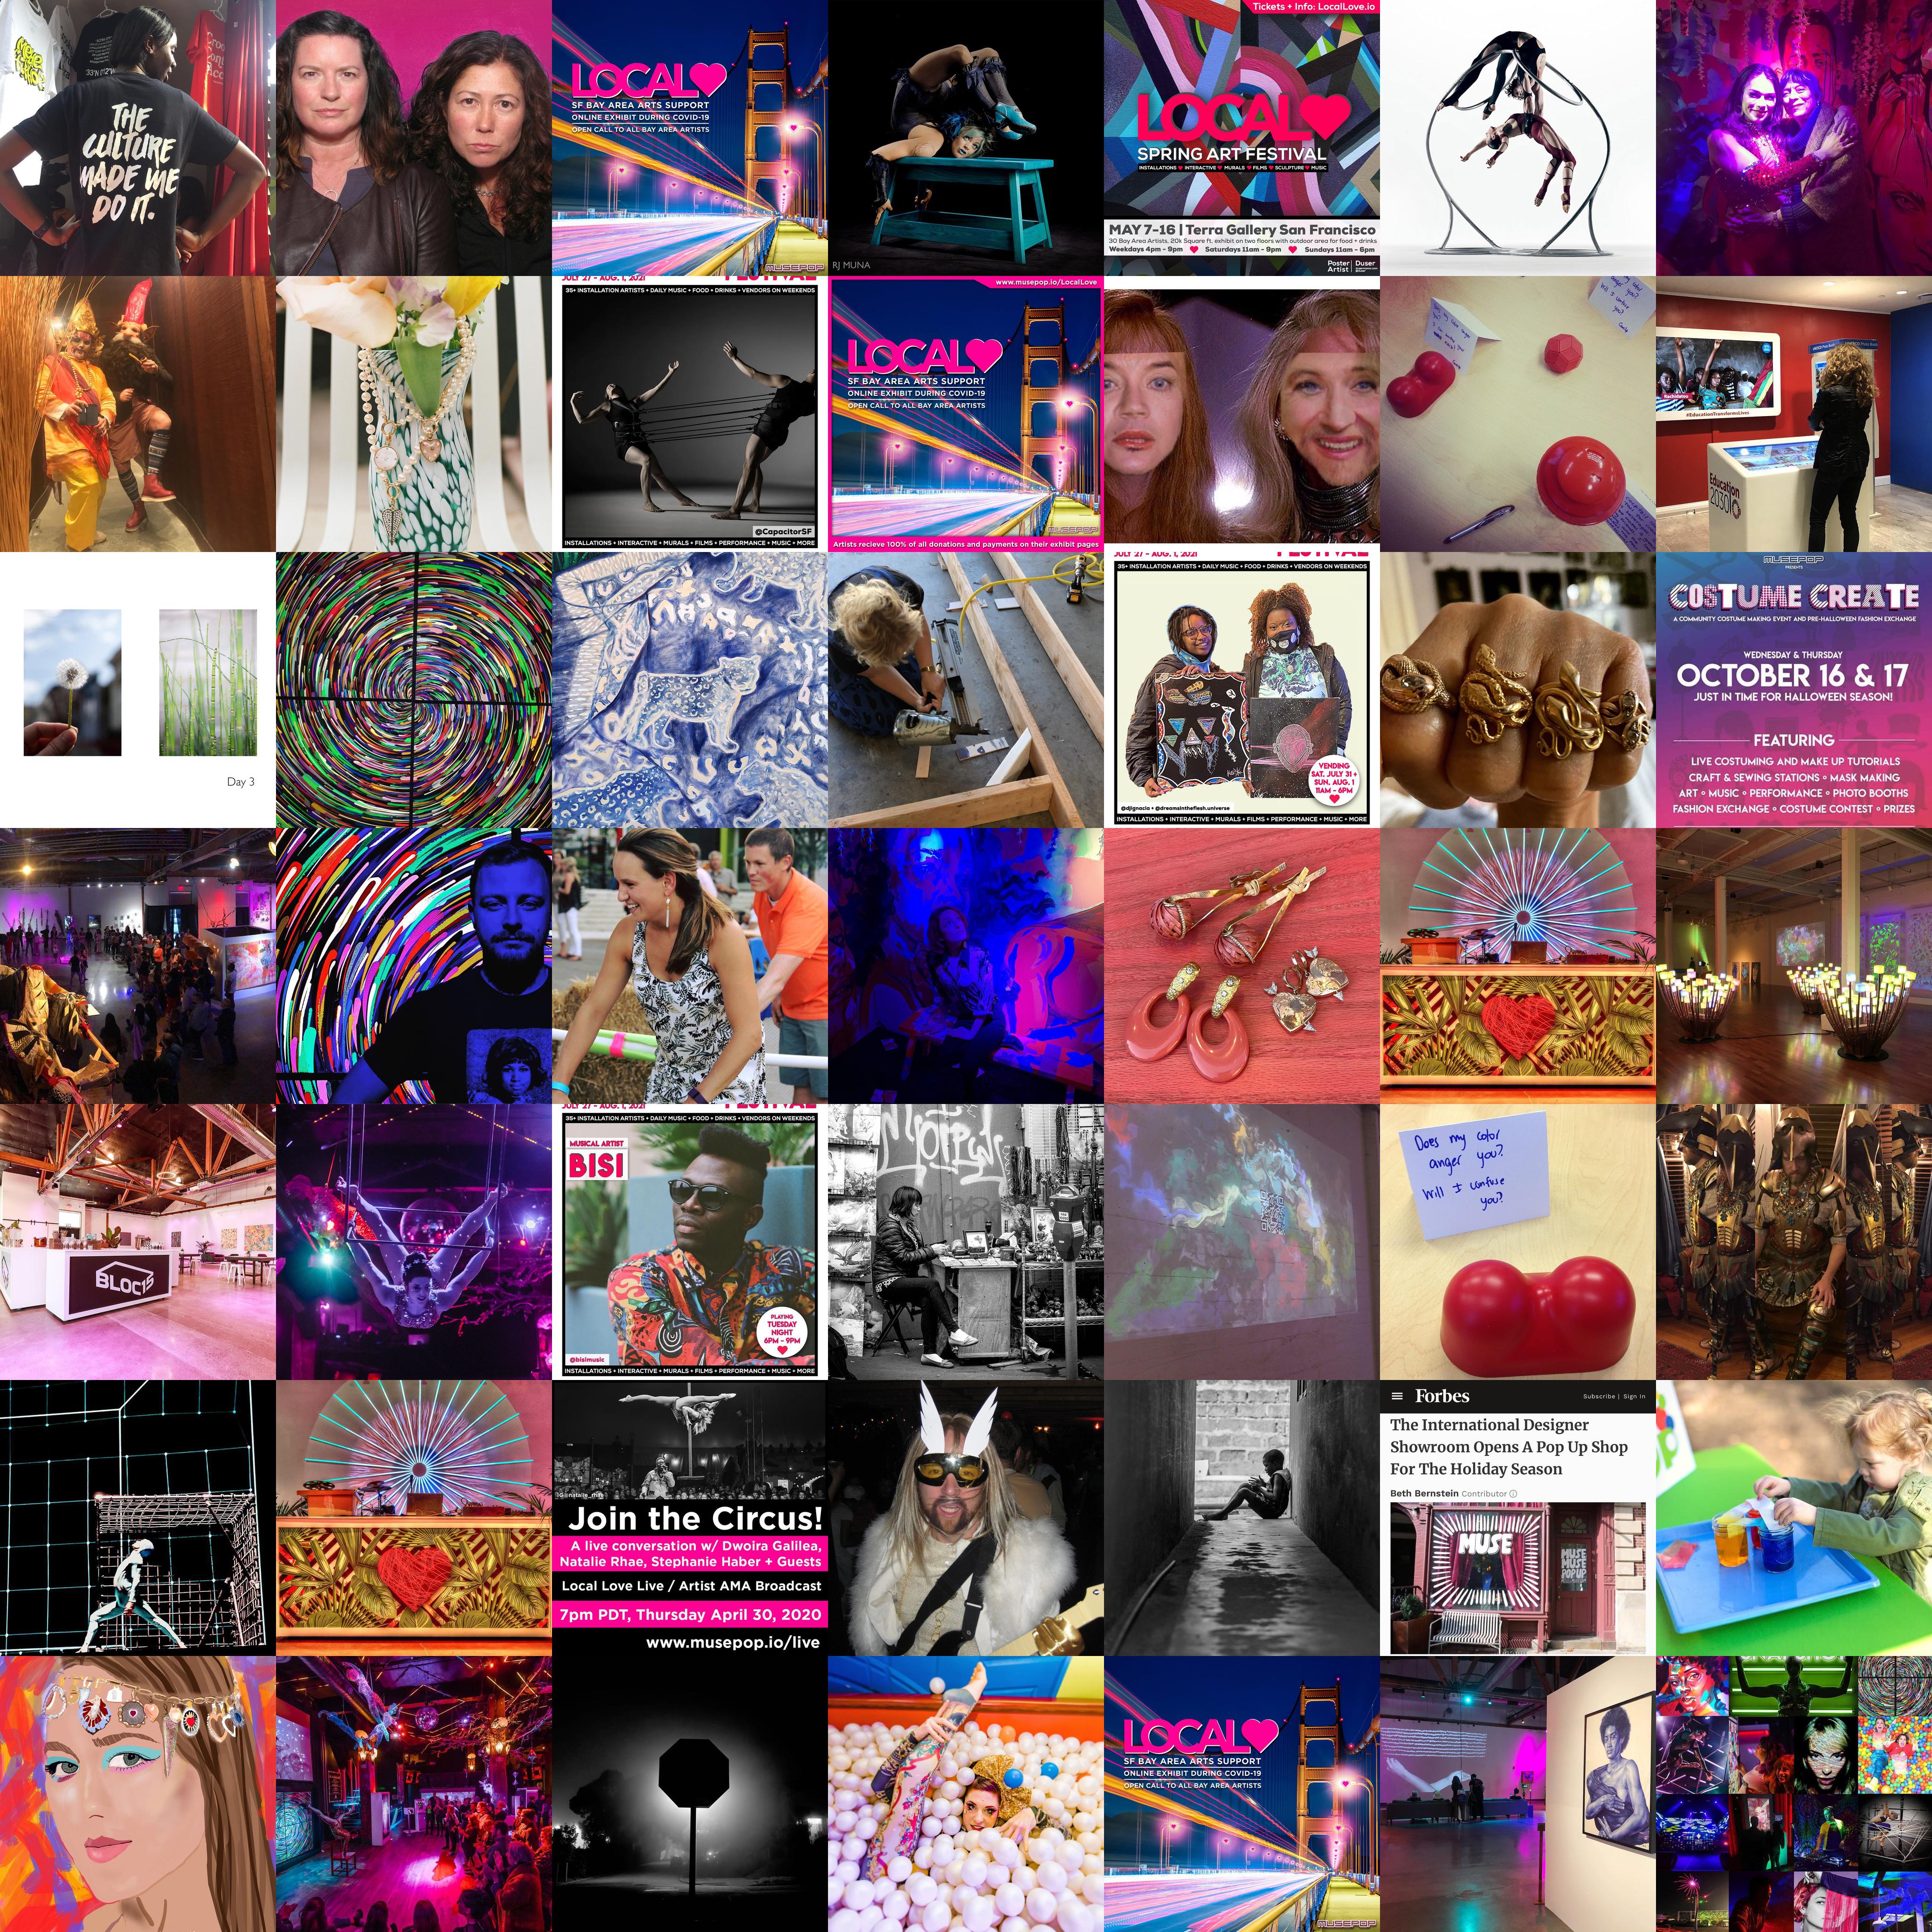 THE
CULTURE
MADE ME
DO IT.
LOCAL
SF BAY AREA ARTS SUPPORT
ONLINE EXHIBIT DURING COVID-19
OPEN CALL TO ALL BAY AREA ARTISTS
MUSEPOP
RJ MUNA
Tickets + Info: LocalLove.io
LOCAL
SPRING ART FESTIVAL
INSTALLATIONS INTERACTIVE MURALS FILMS SCULPTURE MUSIC
MAY 7-16 | Terra Gallery San Francisco
30 Bay Area Artists. 20k Square ft. exhibit on two floors with outdoor area for food + drinks
Weekdays 4pm - 9pm Saturdays 11am - 9pm Sundays 11am - 6pm
Poster Artist | Duser
JULY 27 - AUG. 1, 2021
FESTIVAL
35+ INSTALLATION ARTISTS + DAILY MUSIC + FOOD + DRINKS + VENDORS ON WEEKENDS
@CapacitorSF
INSTALLATIONS + INTERACTIVE + MURALS + FILMS + PERFORMANCE + MUSIC + MORE
www.musepop.io/LocalLove
LOCAL
SF BAY AREA ARTS SUPPORT
ONLINE EXHIBIT DURING COVID-19
OPEN CALL TO ALL BAY AREA ARTISTS
MUSEPOP
Artists recieve 100% of all donations and payments on their exhibit pages
#EducationTransformsLives
Education
2030
Day 3
JULY 27 - AUG. 1, 2021
FESTIVAL
35+ INSTALLATION ARTISTS + DAILY MUSIC + FOOD + DRINKS + VENDORS ON WEEKENDS
VENDING
SAT. JULY 31 +
SUN. AUG. 1
11AM - 6PM
@djignacio + @dreamsintheflesh.universe
INSTALLATIONS + INTERACTIVE + MURALS + FILMS + PERFORMANCE + MUSIC + MORE
MUSEPOP
PRESENTS
COSTUME CREATE
A COMMUNITY COSTUME MAKING EVENT AND PRE-HALLOWEEN FASHION EXCHANGE
WEDNESDAY & THURSDAY
OCTOBER 16 & 17
JUST IN TIME FOR HALLOWEEN SEASON!
FEATURING
LIVE COSTUMING AND MAKE UP TUTORIALS
CRAFT & SEWING STATIONS ° MASK MAKING
ART ° MUSIC ° PERFORMANCE ° PHOTO BOOTHS
FASHION EXCHANGE ° COSTUME CONTEST ° PRIZES
BLOC15
JULY 27 - AUG. 1, 2021
FESTIVAL
35+ INSTALLATION ARTISTS + DAILY MUSIC + FOOD + DRINKS + VENDORS ON WEEKENDS
MUSICAL ARTIST
BISI
PLAYING
TUESDAY
NIGHT
6PM - 9PM
@bisimusic
INSTALLATIONS + INTERACTIVE + MURALS + FILMS + PERFORMANCE + MUSIC + MORE
Does my color
anger you?
Will I confuse
you?
Join the Circus!
A live conversation w/ Dwoira Galilea,
Natalie Rhae, Stephanie Haber + Guests
Local Love Live / Artist AMA Broadcast
7pm PDT, Thursday April 30, 2020
www.musepop.io/live
Forbes
Subscribe | Sign In
The International Designer
Showroom Opens A Pop Up Shop
For The Holiday Season
Beth Bernstein Contributor
MUSE
MUSE
MUSE
POP UP
LOCAL
SF BAY AREA ARTS SUPPORT
ONLINE EXHIBIT DURING COVID-19
OPEN CALL TO ALL BAY AREA ARTISTS
MUSEPOP